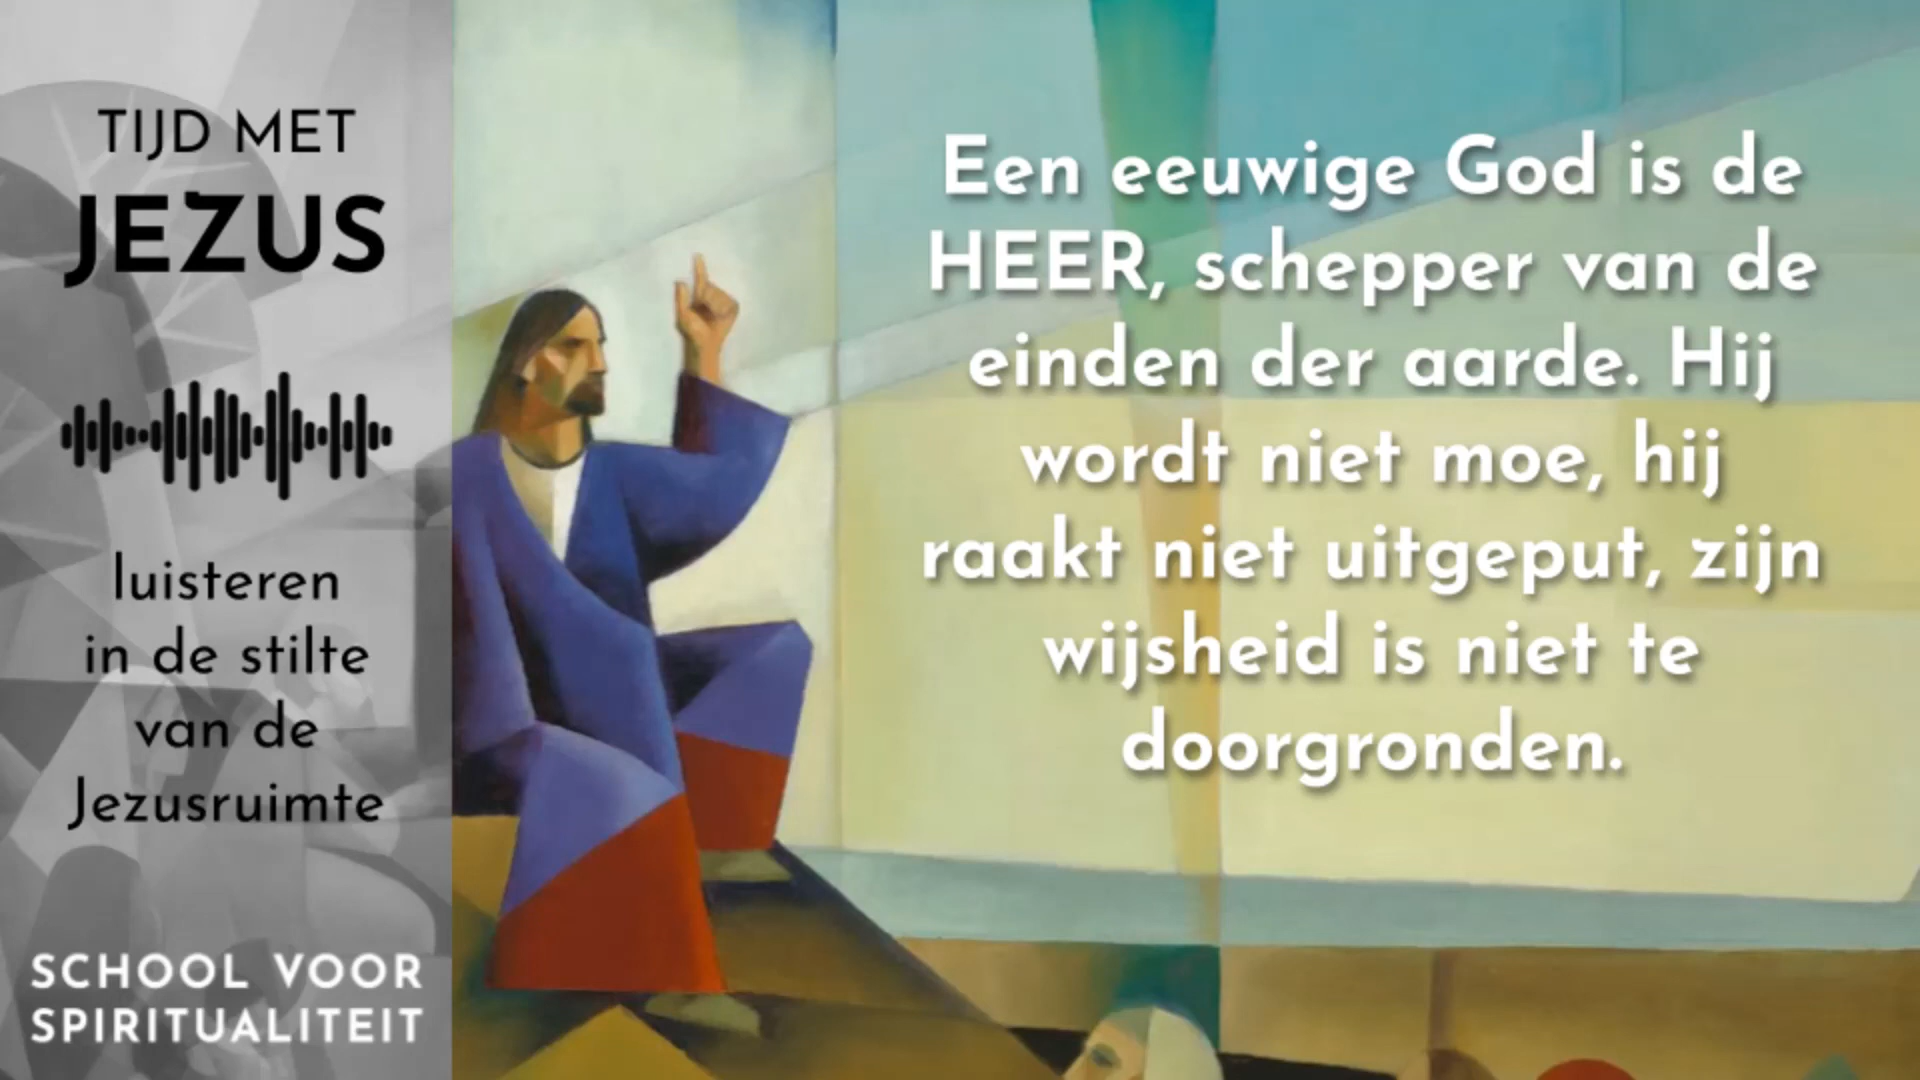 TIJD MET
JEZUS
luisteren
in de stilte
van de
Jezusruimte
SCHOOL VOOR
SPIRITUALITEIT
Een eeuwige God is de
HEER, schepper van de
einden der aarde. Hij
wordt niet moe, hij
raakt niet uitgeput, zijn
wijsheid is niet te
doorgronden.